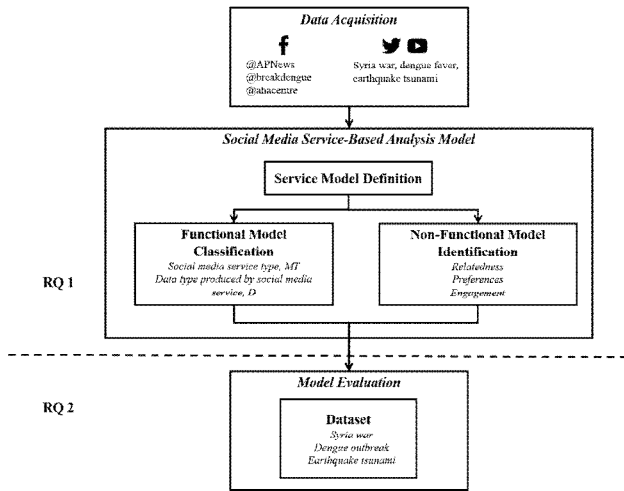 Data Acquisition
@APNews
@breakdengue
@ahacentre
Syria war, dengue fever,
earthquake tsunami
Social Media Service-Based Analysis Model
Service Model Definition
Functional Model
Classification
Social media service type, MT
Data type produced by social media
service, D
Non-Functional Model
Identification
Relatedness
Preferences
Engagement
RQ 1
Model Evaluation
RQ 2
Dataset
Syria war
Dengue outbreak
Earthquake tsunami